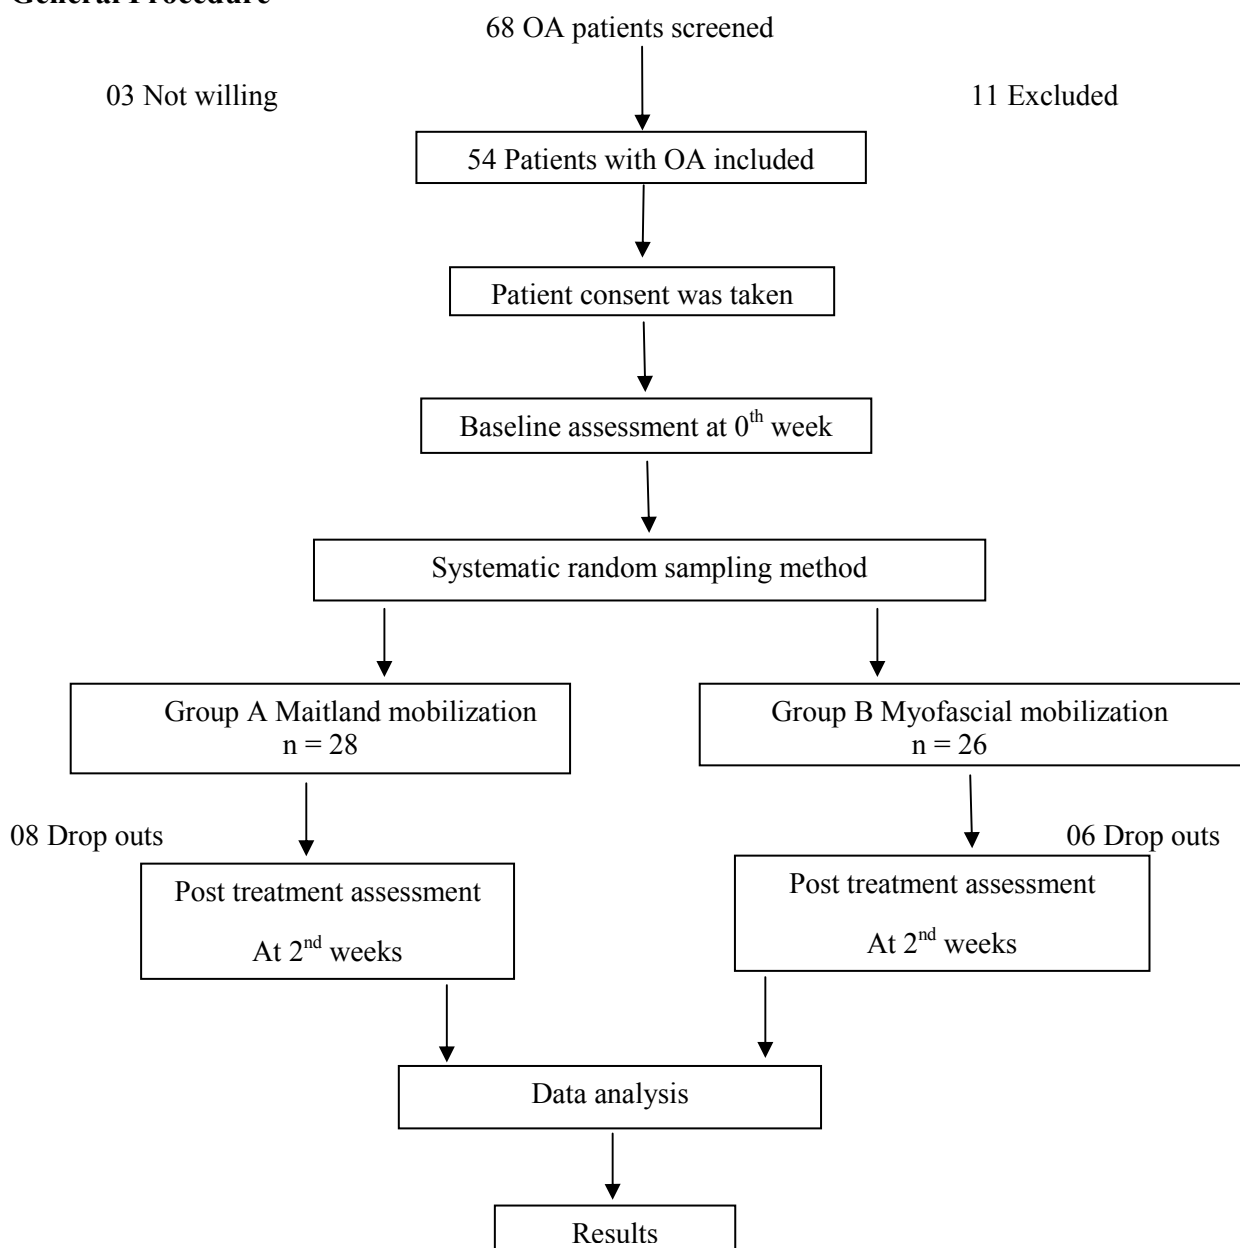 General Procedure
68 OA patients screened
03 Not willing
11 Excluded
54 Patients with OA included
Patient consent was taken
Baseline assessment at 0th week
Systematic random sampling method
Group A Maitland mobilization
n = 28
Group B Myofascial mobilization
n = 26
08 Drop outs
06 Drop outs
Post treatment assessment
At 2nd weeks
Post treatment assessment
At 2nd weeks
Data analysis
Results